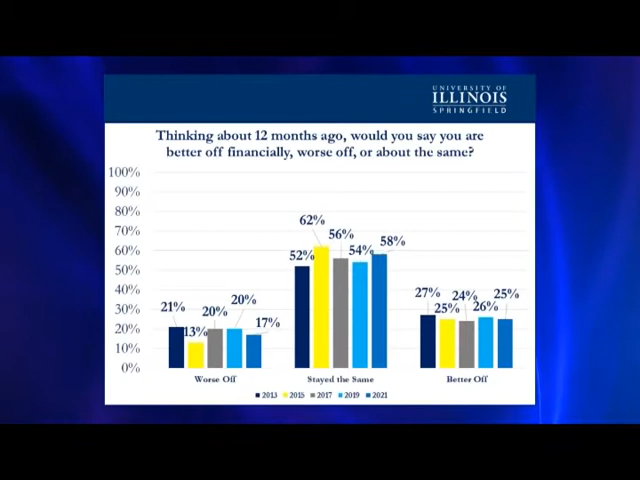 UNIVERSITY OF
ILLINOIS
SPRINGFIELD
Thinking about 12 months ago, would you say you are
better off financially, worse off, or about the same?
100%
90%
80%
70%
60%
50%
40%
30%
20%
10%
0%
21%
13%
20%
20%
17%
52%
62%
56%
54%
58%
27%
25%
24%
26%
25%
Worse Off
Stayed the Same
Better Off
2013 2015 2017 2019 2021